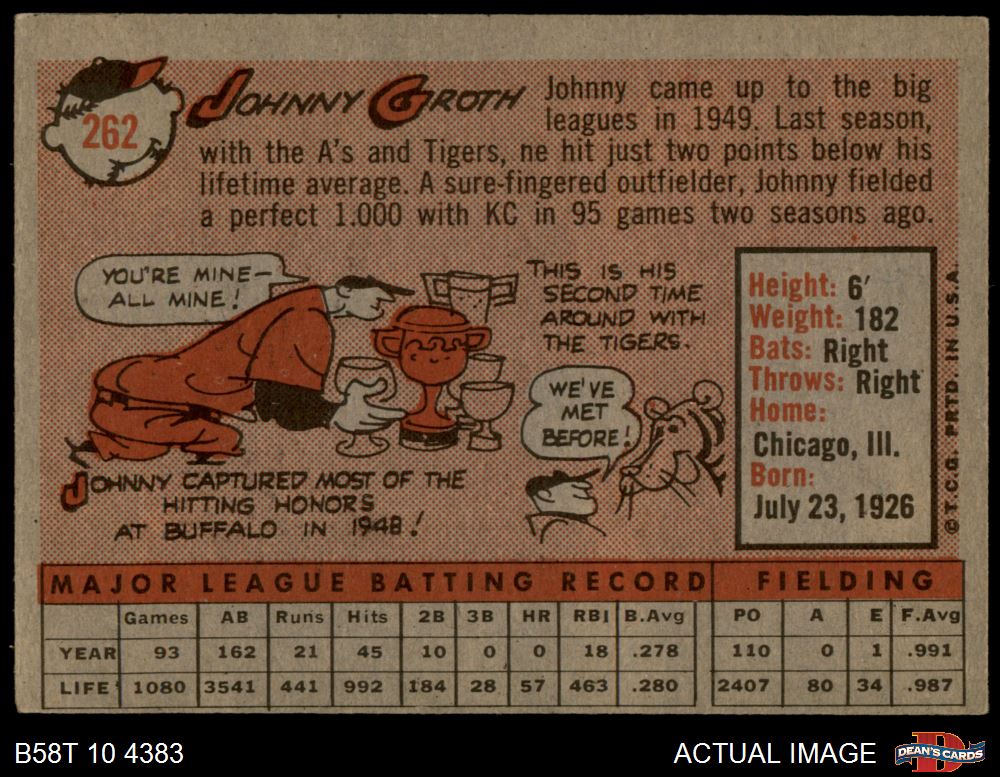 262
JOHNNY GROTH
Johnny came up to the big
leagues in 1949. Last season,
with the A's and Tigers, ne hit just two points below his
lifetime average. A sure-fingered outfielder, Johnny fielded
a perfect 1.000 with KC in 95 games two seasons ago.
YOU'RE MINE—
ALL MINE!
JOHNNY CAPTURED MOST OF THE
HITTING HONORS
AT BUFFALO IN 1948!
THIS IS HIS
SECOND TIME
AROUND WITH
THE TIGERS.
WE'VE
MET
BEFORE!
Height: 6'
Weight: 182
Bats: Right
Throws: Right
Home:
Chicago, Ill.
Born:
July 23, 1926
© T.C.G. PRTD. IN U.S.A.
MAJOR LEAGUE BATTING RECORD FIELDING
Games AB Runs Hits 2B 3B HR RBI B.Avg PO A E F.Avg
YEAR 93 162 21 45 10 0 0 18 .278 110 0 1 .991
LIFE 1080 3541 441 992 184 28 57 463 .280 2407 80 34 .987
B58T 10 4383
ACTUAL IMAGE
D
DEAN'S CARDS